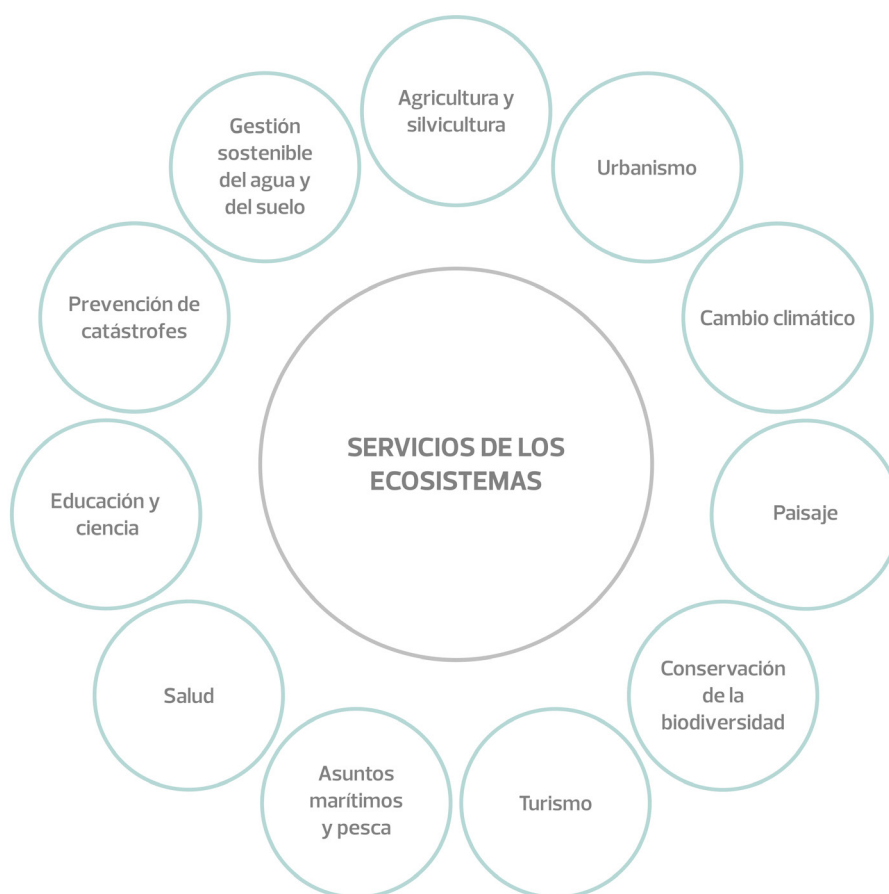 Agricultura y
silvicultura
Urbanismo
Cambio climático
Paisaje
Conservación
de la
biodiversidad
Turismo
Asuntos
marítimos
y pesca
Salud
Educación y
ciencia
Prevención de
catástrofes
Gestión
sostenible
del agua y
del suelo
SERVICIOS DE LOS
ECOSISTEMAS